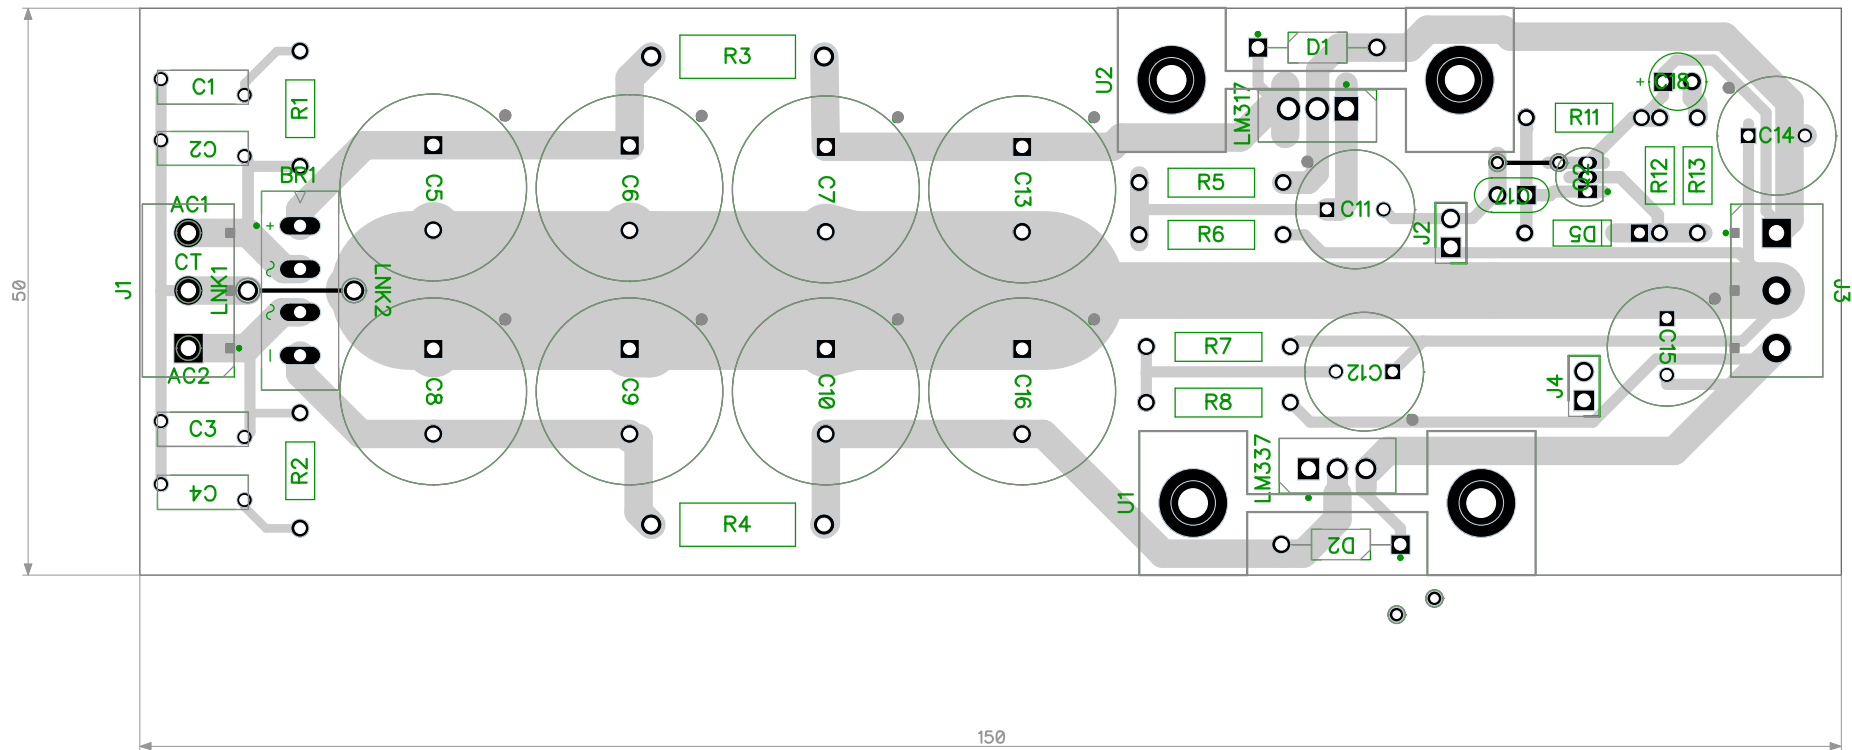 C1
R1
C2
BR1
AC1
+
~
CT
LNK1
J1
~
LNK2
AC2
−
C3
R2
C4
R3
C5
C6
C7
C13
C8
C9
C10
C16
R4
U2
D1
LM317
R5
C11
R6
J2
R11
+
C18
C14
C17
R12
R13
D5
J3
R7
C12
R8
J4
C15
LM337
U1
D2
50
150